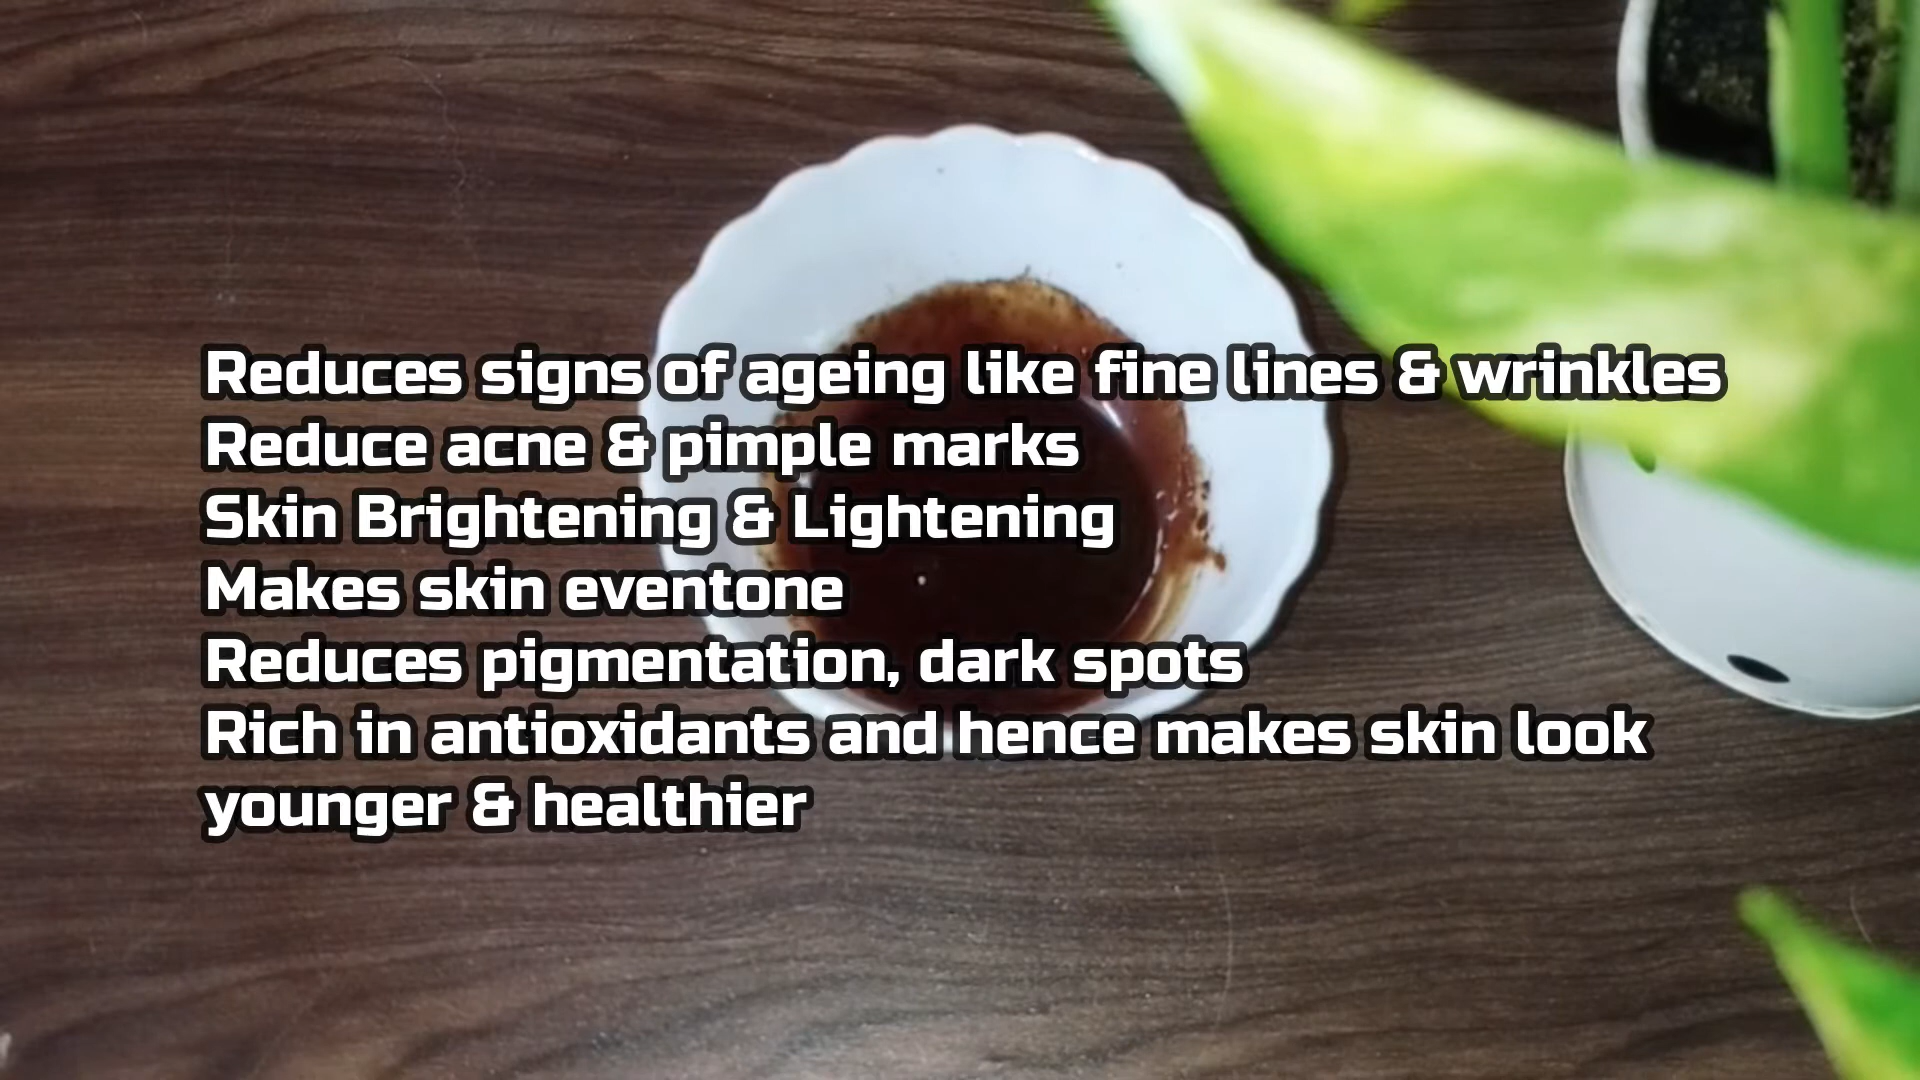 Reduces signs of ageing like fine lines & wrinkles
Reduce acne & pimple marks
Skin Brightening & Lightening
Makes skin eventone
Reduces pigmentation, dark spots
Rich in antioxidants and hence makes skin look
younger & healthier